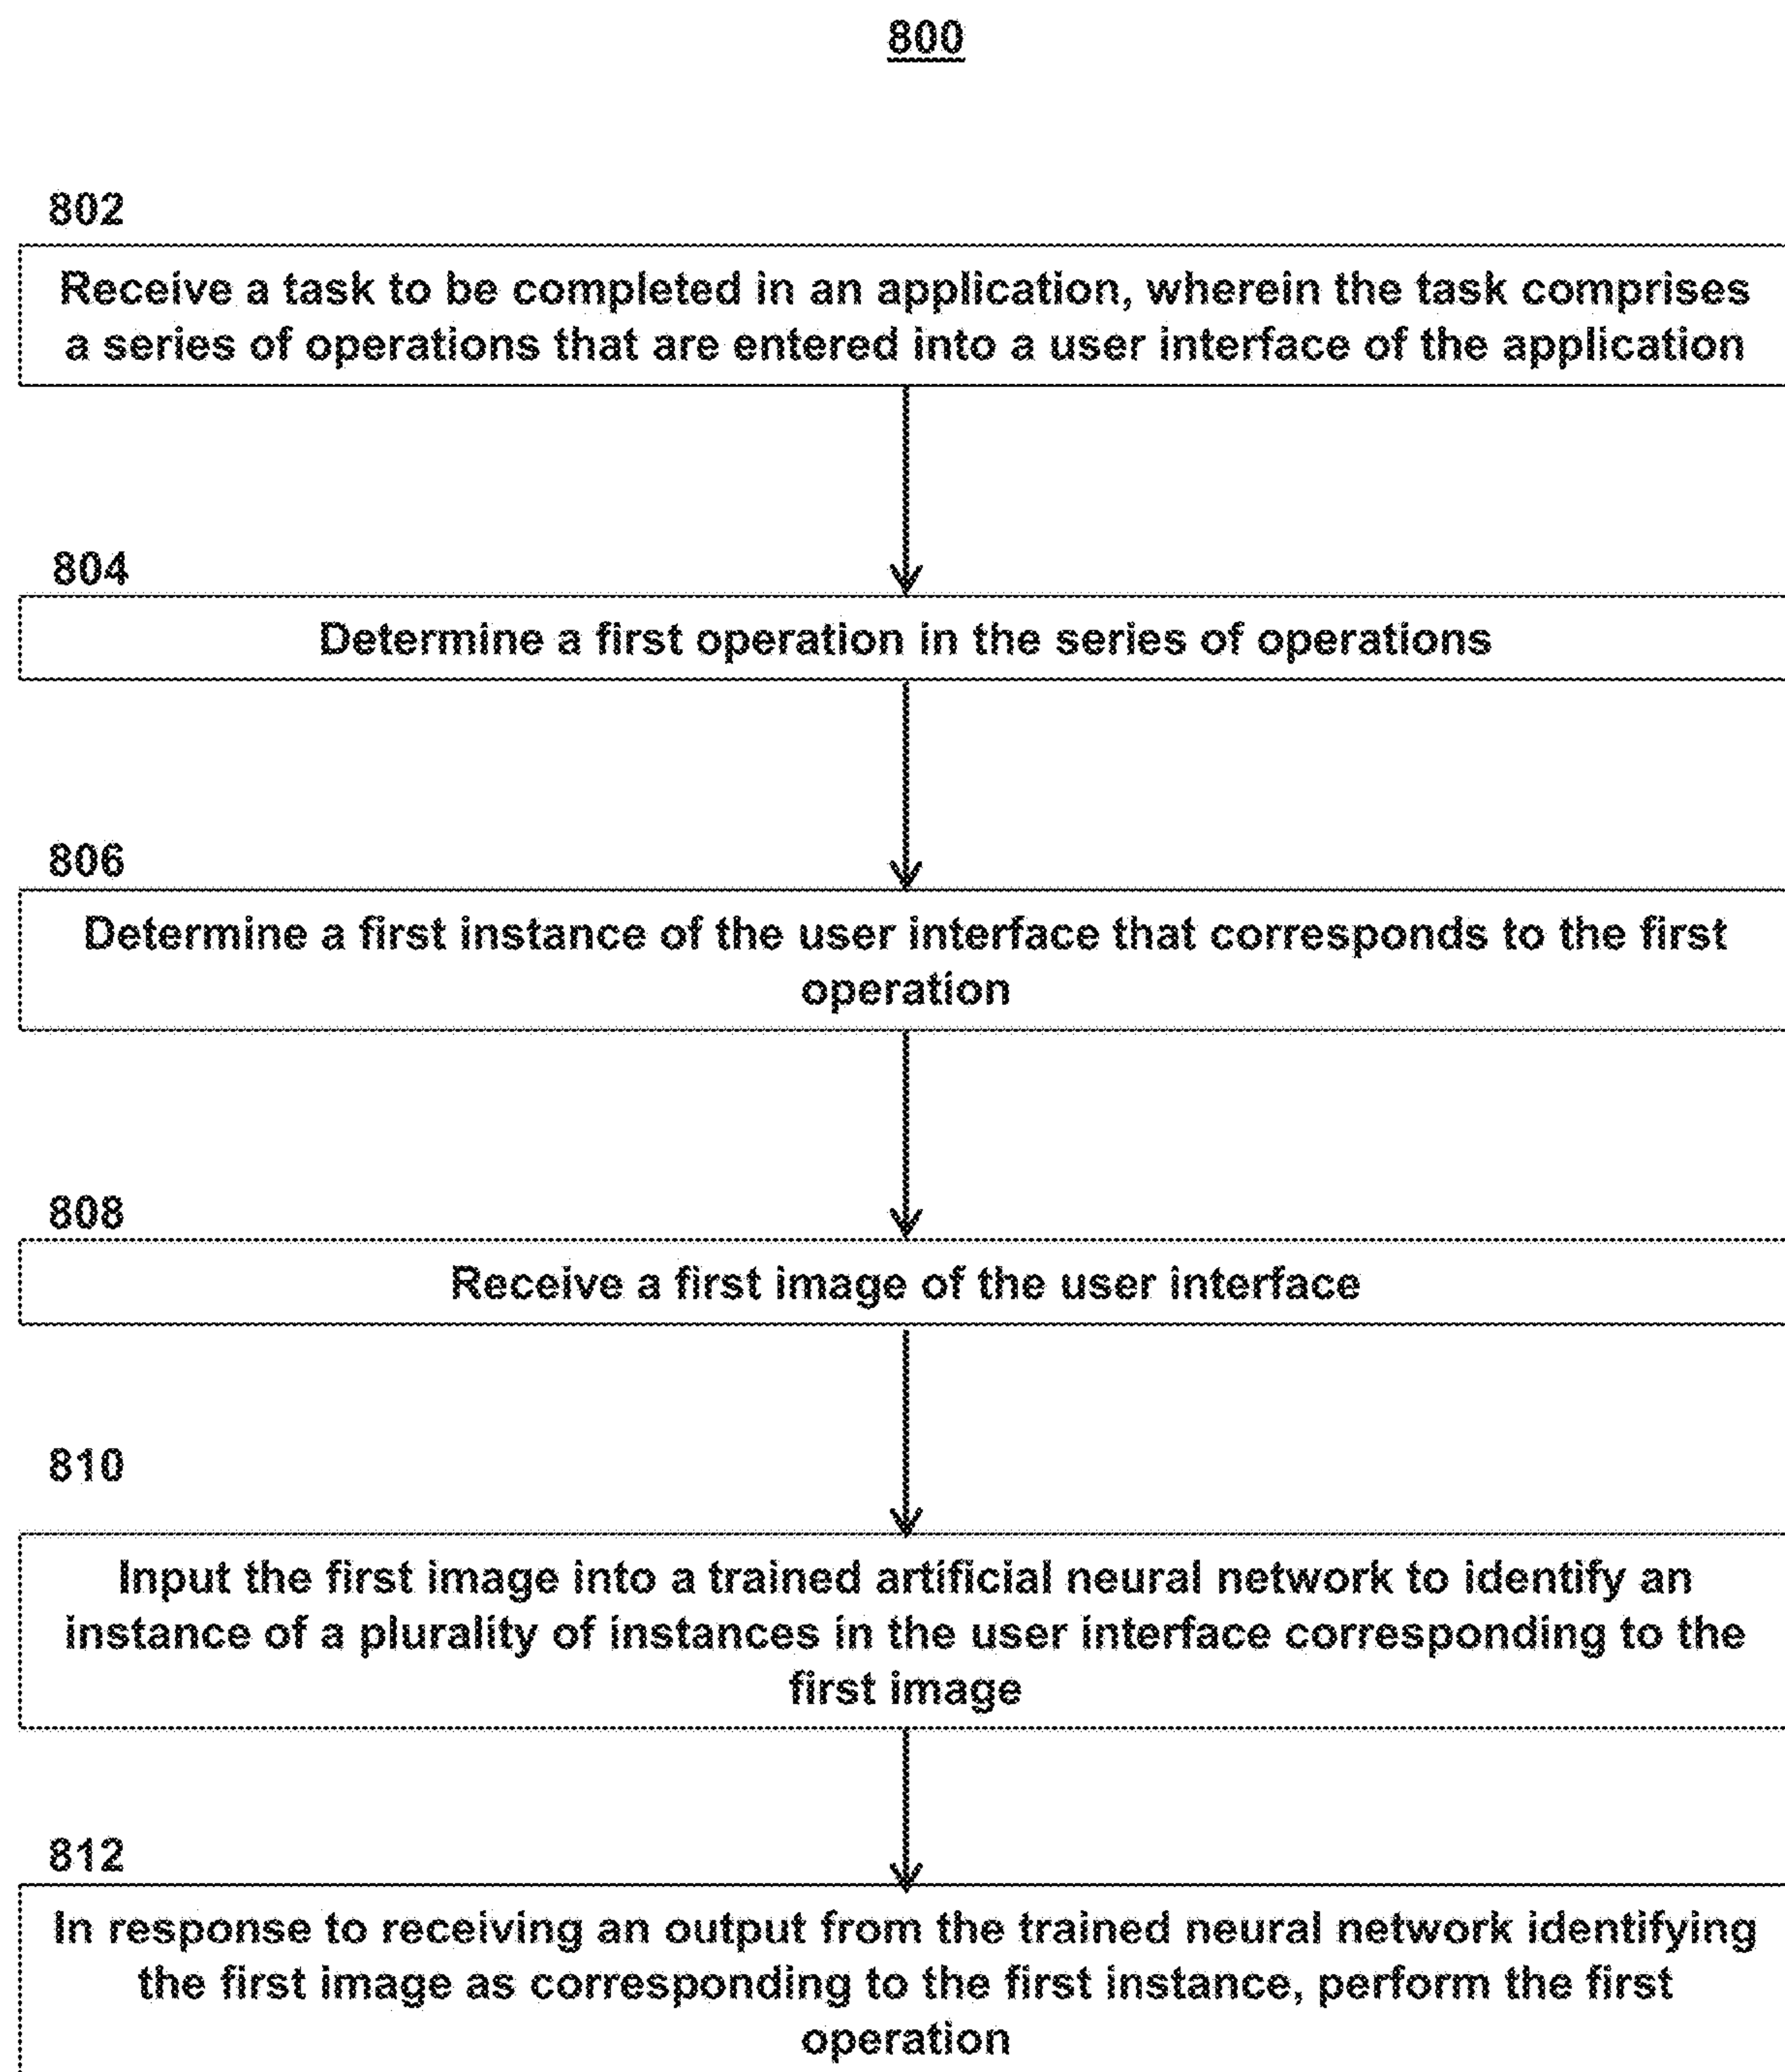 800
802
Receive a task to be completed in an application, wherein the task comprises
a series of operations that are entered into a user interface of the application
804
Determine a first operation in the series of operations
806
Determine a first instance of the user interface that corresponds to the first
operation
808
Receive a first image of the user interface
810
Input the first image into a trained artificial neural network to identify an
instance of a plurality of instances in the user interface corresponding to the
first image
812
In response to receiving an output from the trained neural network identifying
the first image as corresponding to the first instance, perform the first
operation